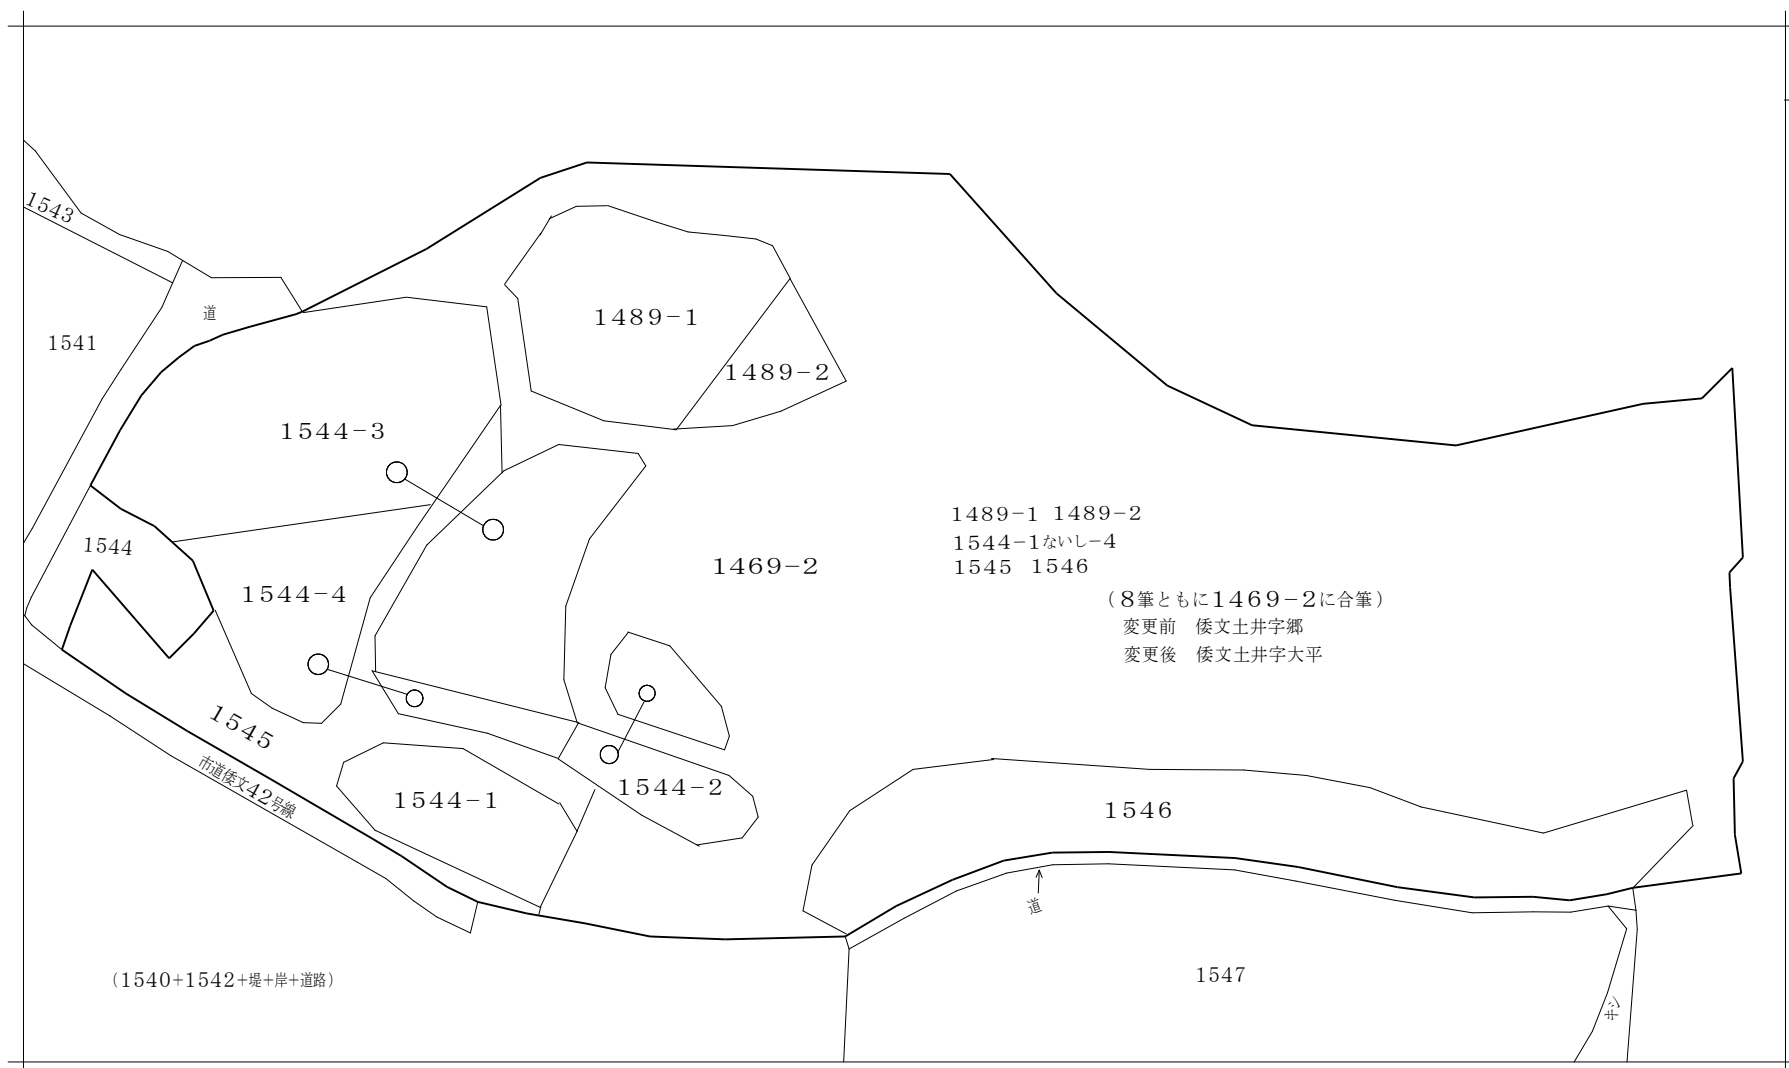 1543
道
1541
1489-1
1489-2
1544-3
1544
1544-4
1469-2
1489-1 1489-2
1544-1ないし-4
1545 1546
(8筆ともに1469-2に合筆)
変更前 倭文土井字郷
変更後 倭文土井字大平
1545
市道倭文42号線
1544-1
1544-2
1546
道
(1540+1542+堤+岸+道路)
1547
キシ